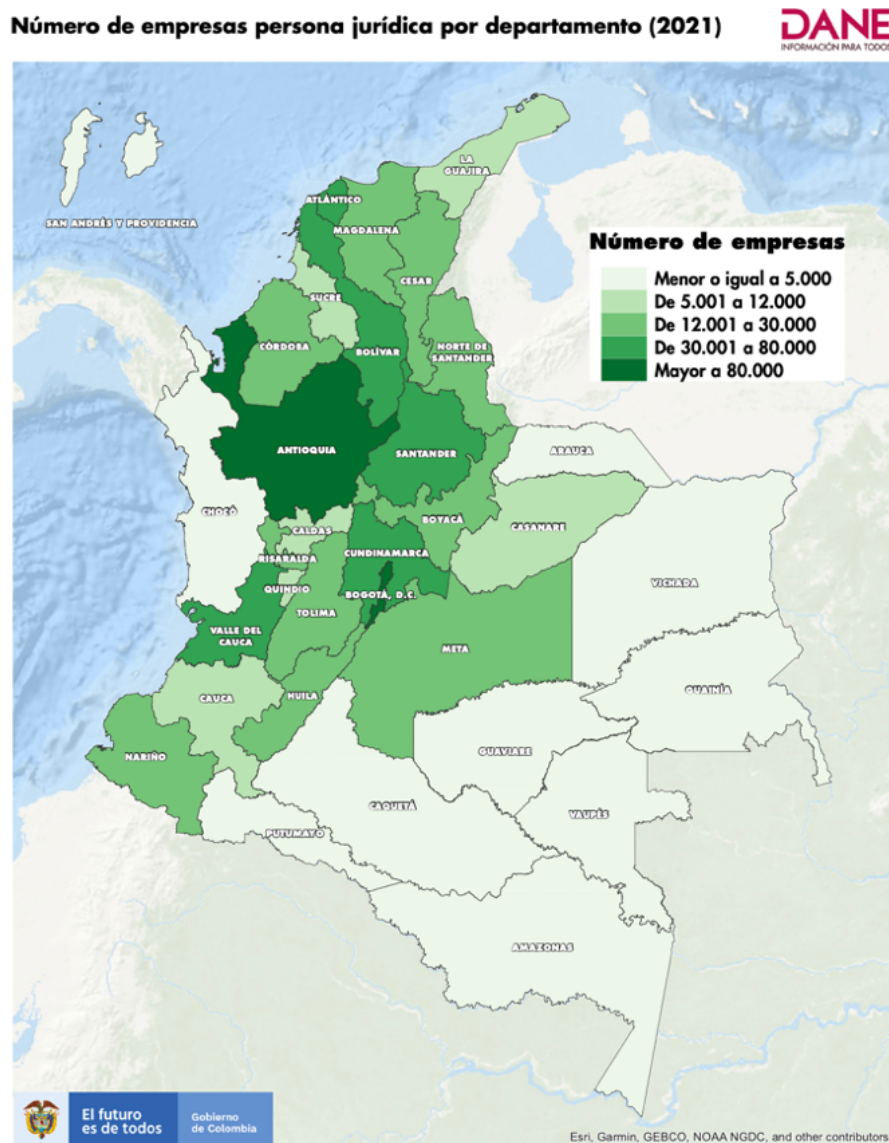 Número de empresas persona jurídica por departamento (2021)
DANE
INFORMACIÓN PARA TODOS
LA
GUAJIRA
ATLÁNTICO
SAN ANDRÉS Y PROVIDENCIA
MAGDALENA
Número de empresas
Menor o igual a 5.000
De 5.001 a 12.000
De 12.001 a 30.000
De 30.001 a 80.000
Mayor a 80.000
CESAR
SUCRE
CÓRDOBA
BOLÍVAR
NORTE DE
SANTANDER
ANTIOQUIA
SANTANDER
ARAUCA
CHOCÓ
BOYACÁ
CASANARE
CALDAS
CUNDINAMARCA
RISARALDA
VICHADA
QUINDIO
BOGOTÁ, D.C.
TOLIMA
VALLE DEL
CAUCA
META
GUAINÍA
CAUCA
HUILA
GUAVIARE
NARIÑO
CAQUETÁ
VAUPÉS
PUTUMAYO
AMAZONAS
El futuro
es de todos
Gobierno
de Colombia
Esri, Garmin, GEBCO, NOAA NGDC, and other contributors